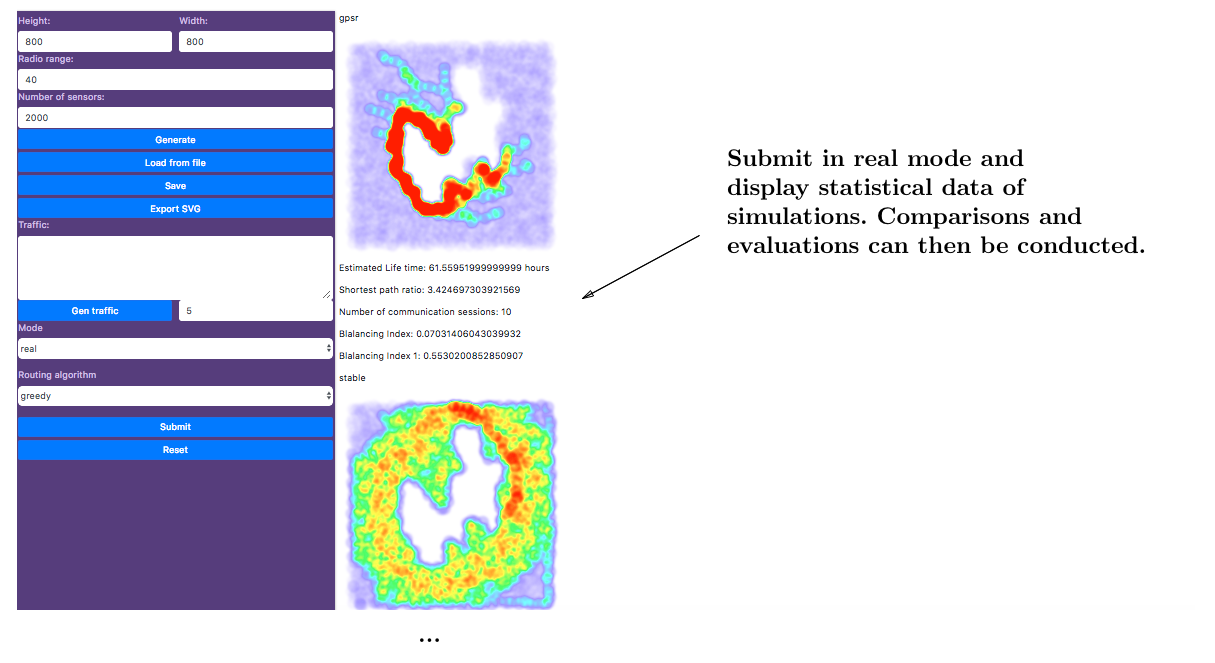 Height:
Width:
800
800
Radio range:
40
Number of sensors:
2000
Generate
Load from file
Save
Export SVG
Traffic:
Gen traffic
5
Mode
real
Routing algorithm
greedy
Submit
Reset
gpsr
Estimated Life time: 61.55951999999999 hours
Shortest path ratio: 3.424697303921569
Number of communication sessions: 10
Blalancing Index: 0.07031406043039932
Blalancing Index 1: 0.5530200852850907
stable
...
Submit in real mode and
display statistical data of
simulations. Comparisons and
evaluations can then be conducted.